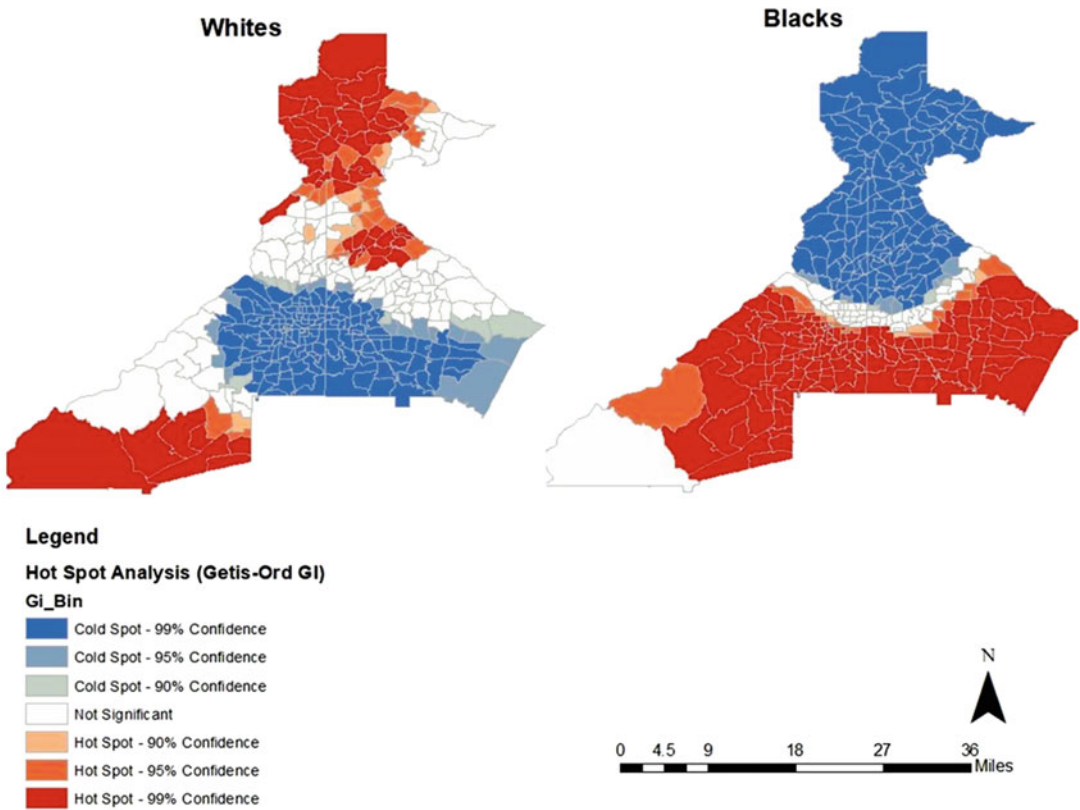 Whites
Blacks
Legend
Hot Spot Analysis (Getis-Ord GI)
Gi_Bin
Cold Spot - 99% Confidence
Cold Spot - 95% Confidence
Cold Spot - 90% Confidence
Not Significant
Hot Spot - 90% Confidence
Hot Spot - 95% Confidence
Hot Spot - 99% Confidence
N
0 4.5 9 18 27 36
Miles